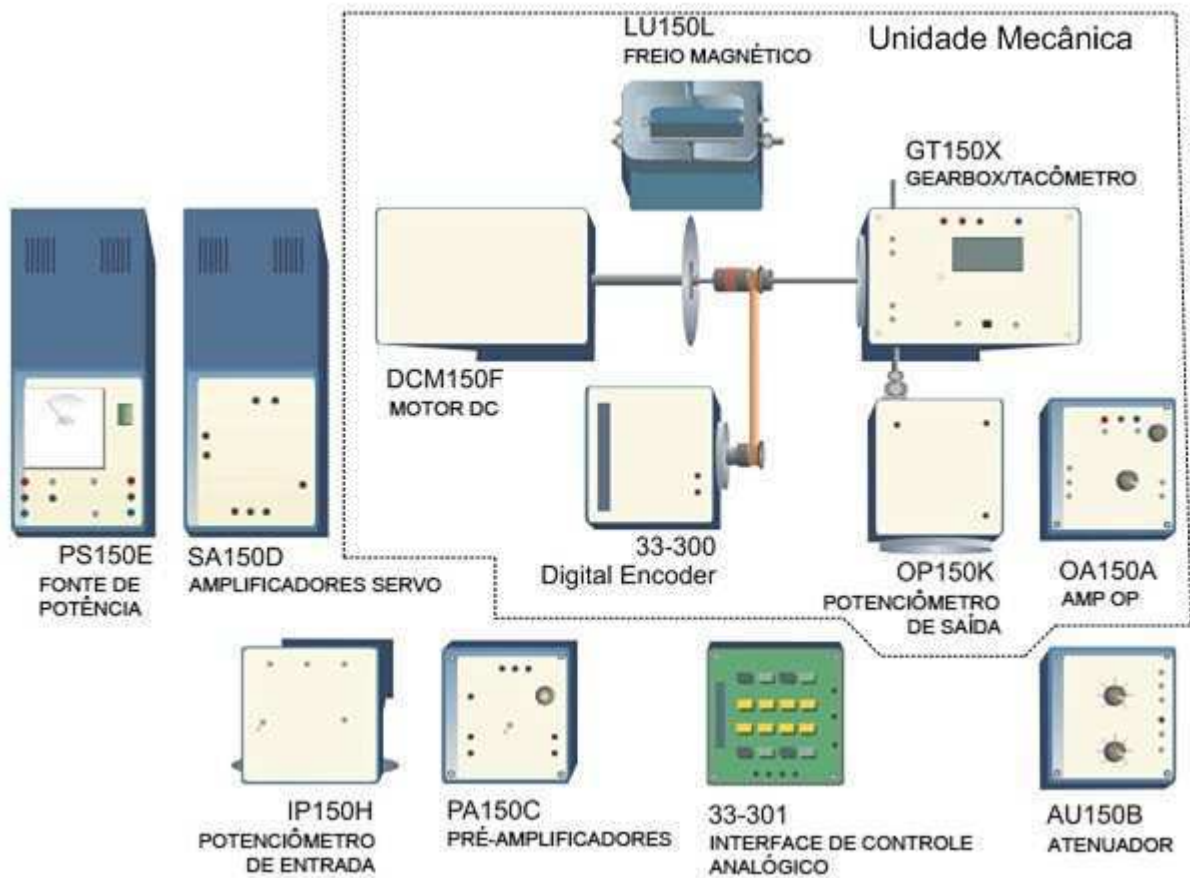 LU150L
FREIO MAGNÉTICO
Unidade Mecânica
GT150X
GEARBOX/TACÔMETRO
DCM150F
MOTOR DC
33-300
Digital Encoder
PS150E
FONTE DE
POTÊNCIA
SA150D
AMPLIFICADORES SERVO
OP150K
POTENCIÔMETRO
DE SAÍDA
OA150A
AMP OP
IP150H
POTENCIÔMETRO
DE ENTRADA
PA150C
PRÉ-AMPLIFICADORES
33-301
INTERFACE DE CONTROLE
ANALÓGICO
AU150B
ATENUADOR